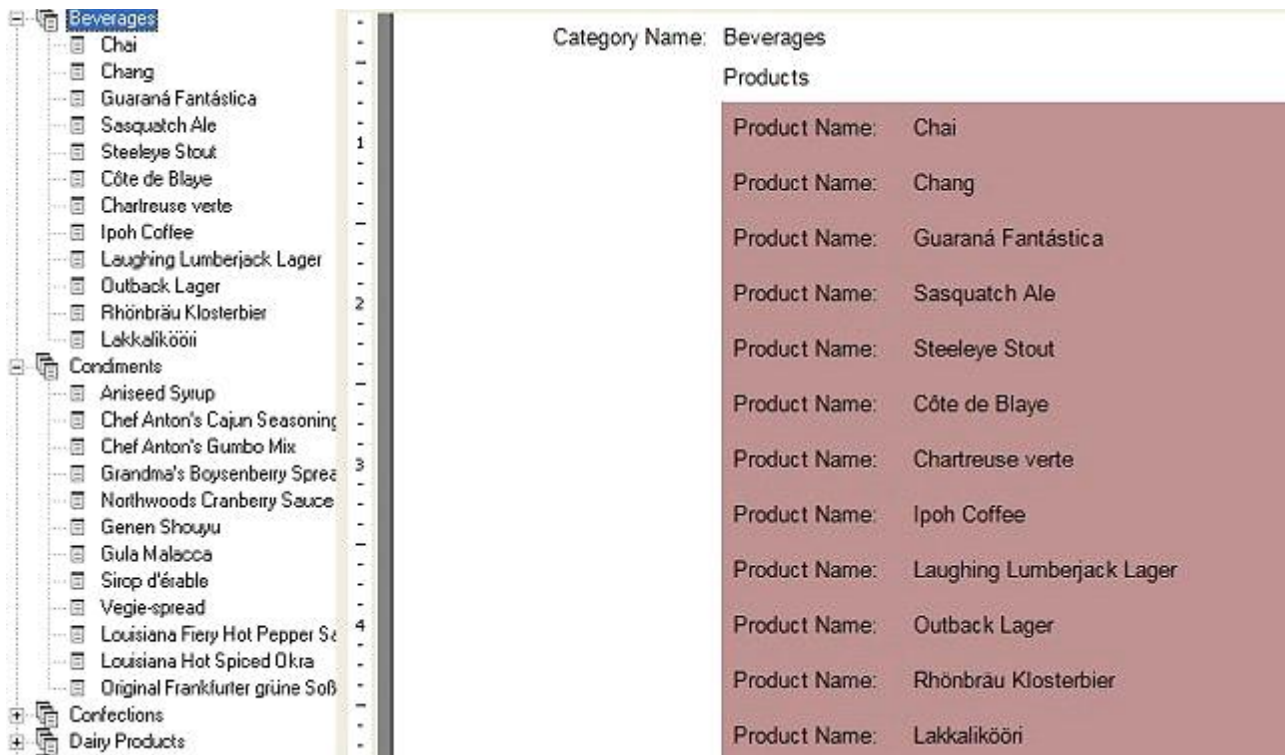 Beverages
Chai
Chang
Guaraná Fantástica
Sasquatch Ale
Steeleye Stout
Côte de Blaye
Chartreuse verte
Ipoh Coffee
Laughing Lumberjack Lager
Outback Lager
Rhönbräu Klosterbier
Lakkalikööri
Condiments
Aniseed Syrup
Chef Anton's Cajun Seasoning
Chef Anton's Gumbo Mix
Grandma's Boysenberry Sprea
Northwoods Cranberry Sauce
Genen Shouyu
Gula Malacca
Sirop d'érable
Vegie-spread
Louisiana Fiery Hot Pepper Sa
Louisiana Hot Spiced Okra
Original Frankfurter grüne Soß
Confections
Dairy Products
1
2
3
4
Category Name: Beverages
Products
Product Name: Chai
Product Name: Chang
Product Name: Guaraná Fantástica
Product Name: Sasquatch Ale
Product Name: Steeleye Stout
Product Name: Côte de Blaye
Product Name: Chartreuse verte
Product Name: Ipoh Coffee
Product Name: Laughing Lumberjack Lager
Product Name: Outback Lager
Product Name: Rhönbräu Klosterbier
Product Name: Lakkalikööri